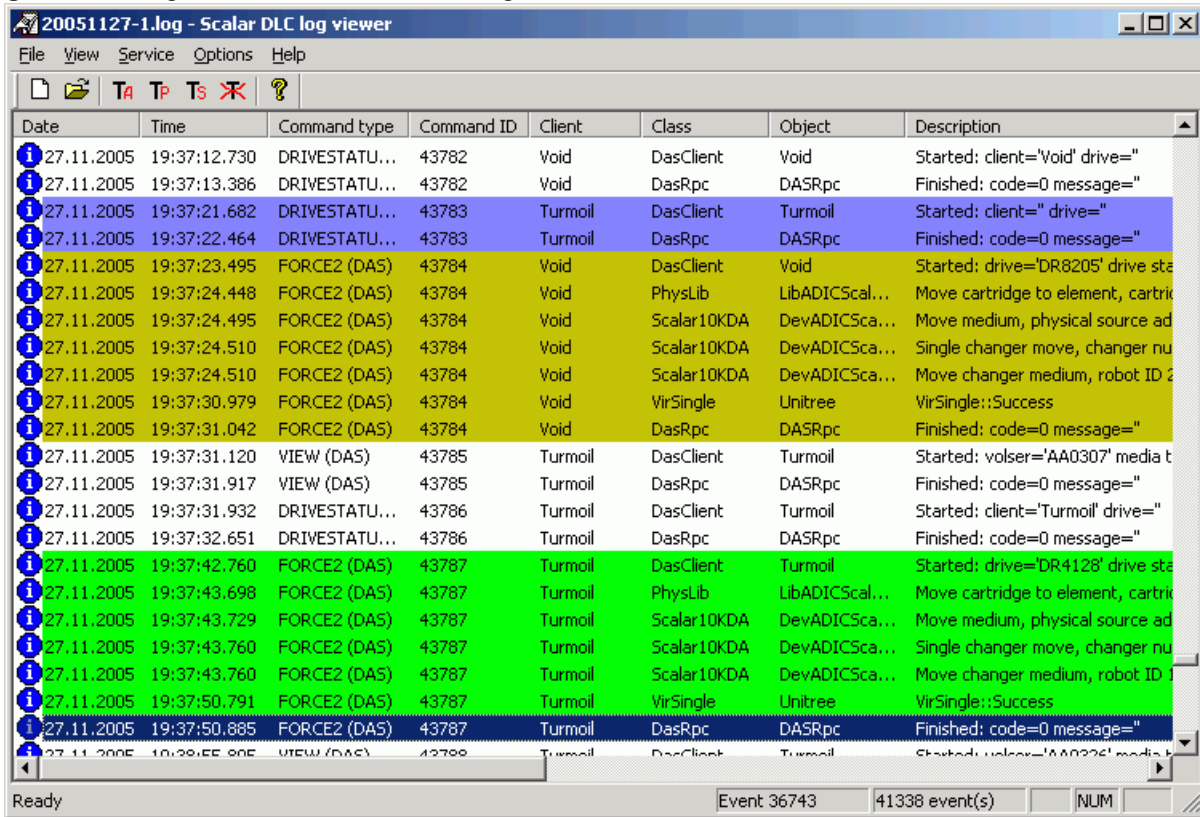 20051127-1.log - Scalar DLC log viewer
File View Service Options Help
TA TP TS T ?
Date Time Command type Command ID Client Class Object Description
27.11.2005 19:37:12.730 DRIVESTATU... 43782 Void DasClient Void Started: client='Void' drive=''
27.11.2005 19:37:13.386 DRIVESTATU... 43782 Void DasRpc DASRpc Finished: code=0 message=''
27.11.2005 19:37:21.682 DRIVESTATU... 43783 Turmoil DasClient Turmoil Started: client='' drive=''
27.11.2005 19:37:22.464 DRIVESTATU... 43783 Turmoil DasRpc DASRpc Finished: code=0 message=''
27.11.2005 19:37:23.495 FORCE2 (DAS) 43784 Void DasClient Void Started: drive='DR8205' drive sta
27.11.2005 19:37:24.448 FORCE2 (DAS) 43784 Void PhysLib LibADICScal... Move cartridge to element, cartri
27.11.2005 19:37:24.495 FORCE2 (DAS) 43784 Void Scalar10KDA DevADICSca... Move medium, physical source ad
27.11.2005 19:37:24.510 FORCE2 (DAS) 43784 Void Scalar10KDA DevADICSca... Single changer move, changer nu
27.11.2005 19:37:24.510 FORCE2 (DAS) 43784 Void Scalar10KDA DevADICSca... Move changer medium, robot ID 2
27.11.2005 19:37:30.979 FORCE2 (DAS) 43784 Void VirSingle Unitree VirSingle::Success
27.11.2005 19:37:31.042 FORCE2 (DAS) 43784 Void DasRpc DASRpc Finished: code=0 message=''
27.11.2005 19:37:31.120 VIEW (DAS) 43785 Turmoil DasClient Turmoil Started: volser='AA0307' media t
27.11.2005 19:37:31.917 VIEW (DAS) 43785 Turmoil DasRpc DASRpc Finished: code=0 message=''
27.11.2005 19:37:31.932 DRIVESTATU... 43786 Turmoil DasClient Turmoil Started: client='Turmoil' drive=''
27.11.2005 19:37:32.651 DRIVESTATU... 43786 Turmoil DasRpc DASRpc Finished: code=0 message=''
27.11.2005 19:37:42.760 FORCE2 (DAS) 43787 Turmoil DasClient Turmoil Started: drive='DR4128' drive sta
27.11.2005 19:37:43.698 FORCE2 (DAS) 43787 Turmoil PhysLib LibADICScal... Move cartridge to element, cartri
27.11.2005 19:37:43.729 FORCE2 (DAS) 43787 Turmoil Scalar10KDA DevADICSca... Move medium, physical source ad
27.11.2005 19:37:43.760 FORCE2 (DAS) 43787 Turmoil Scalar10KDA DevADICSca... Single changer move, changer nu
27.11.2005 19:37:43.760 FORCE2 (DAS) 43787 Turmoil Scalar10KDA DevADICSca... Move changer medium, robot ID 1
27.11.2005 19:37:50.791 FORCE2 (DAS) 43787 Turmoil VirSingle Unitree VirSingle::Success
27.11.2005 19:37:50.885 FORCE2 (DAS) 43787 Turmoil DasRpc DASRpc Finished: code=0 message=''
27.11.2005 19:38:55.805 VIEW (DAS) 43788 Turmoil DasClient Turmoil Started: volser='AA0326' media t
Ready Event 36743 41338 event(s) NUM